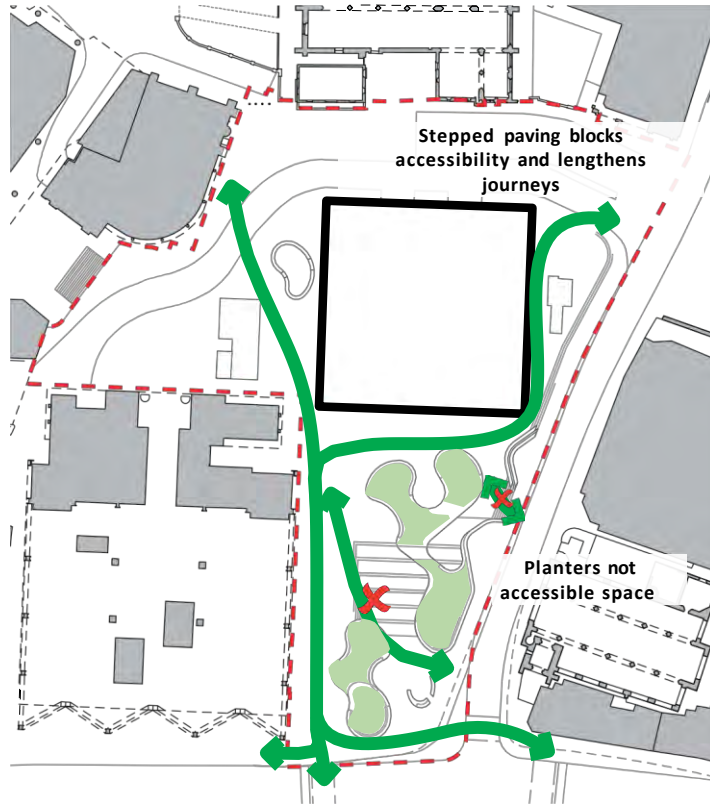 Stepped paving blocks
accessibility and lengthens
journeys
Planters not
accessible space